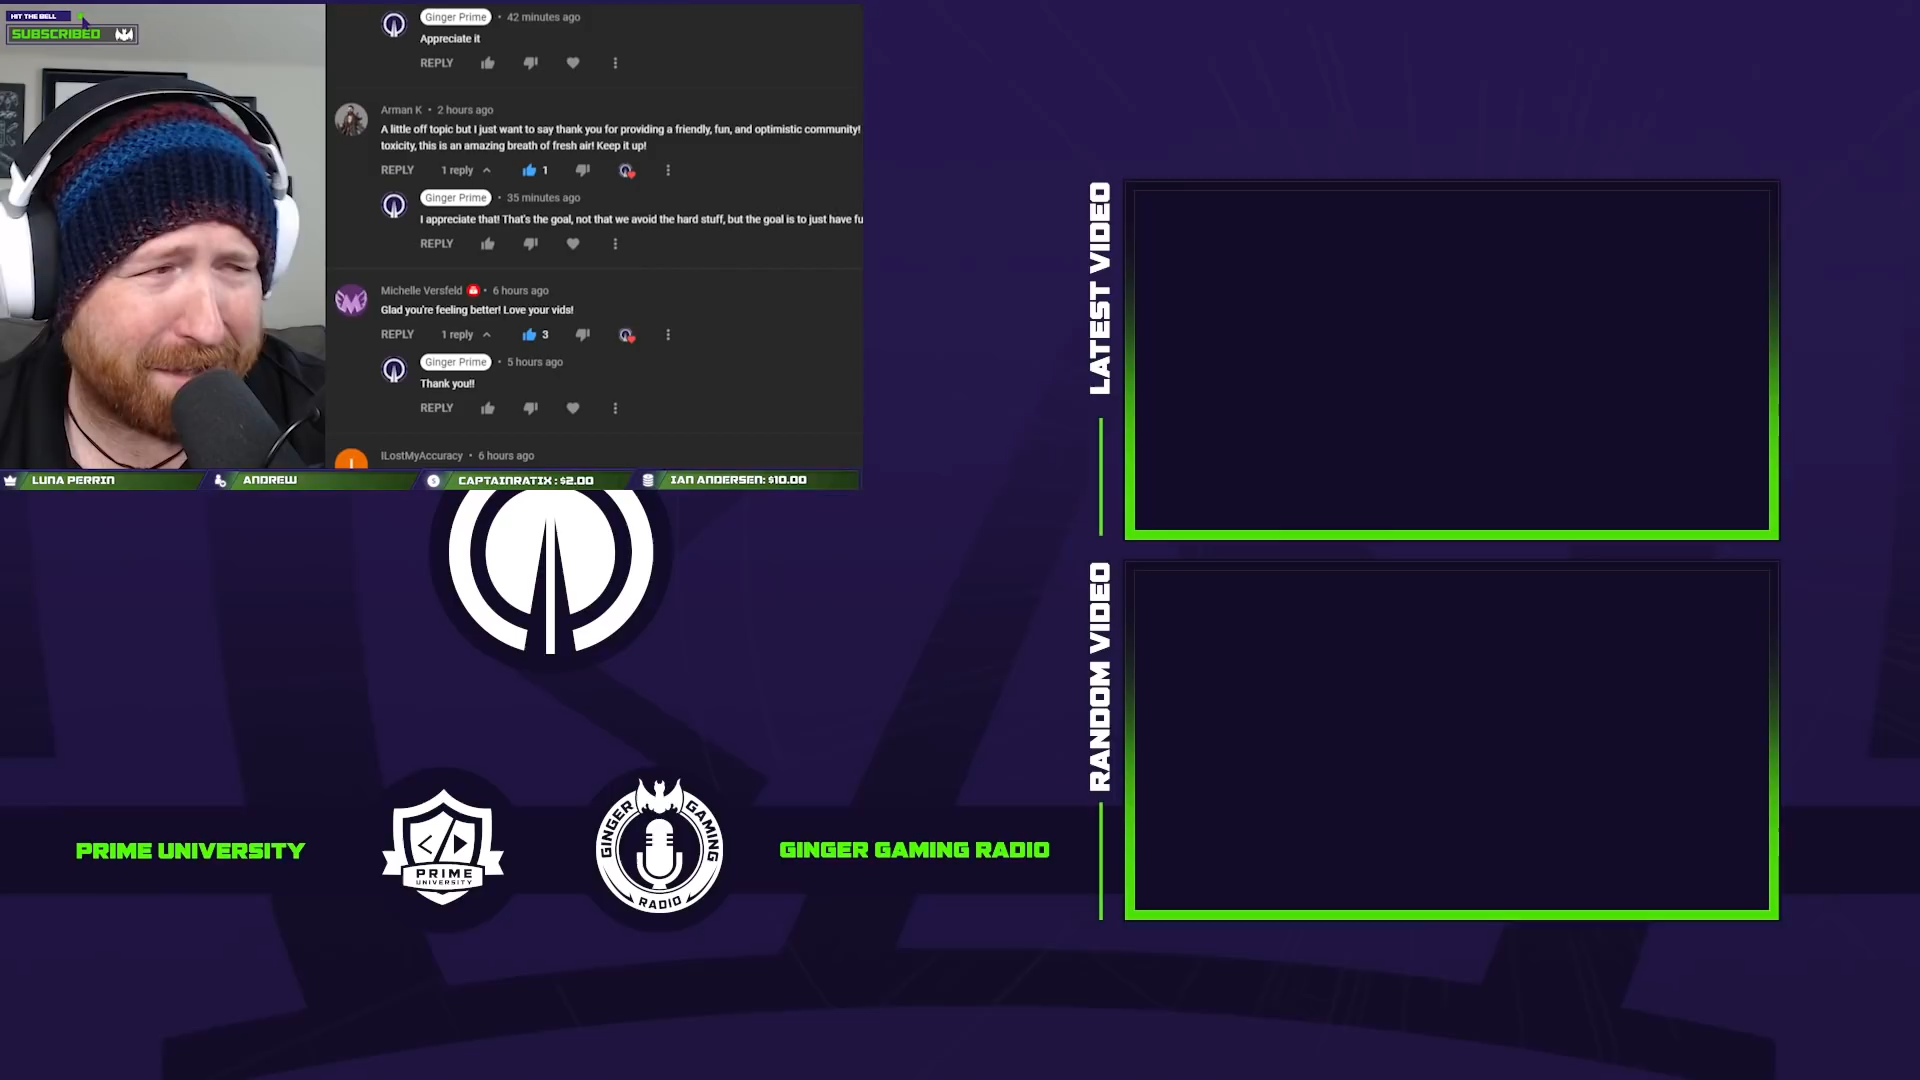 HIT THE BELL
SUBSCRIBED
Ginger Prime • 42 minutes ago
Appreciate it
REPLY
Arman K • 2 hours ago
A little off topic but I just want to say thank you for providing a friendly, fun, and optimistic community!
toxicity, this is an amazing breath of fresh air! Keep it up!
REPLY 1 reply 1
Ginger Prime • 35 minutes ago
I appreciate that! That's the goal, not that we avoid the hard stuff, but the goal is to just have fu
REPLY
Michelle Versfeld • 6 hours ago
Glad you're feeling better! Love your vids!
REPLY 1 reply 3
Ginger Prime • 5 hours ago
Thank you!!
REPLY
I
ILostMyAccuracy • 6 hours ago
LUNA PERRIN
ANDREW
CAPTAINRATIX : $2.00
IAN ANDERSEN: $10.00
LATEST VIDEO
RANDOM VIDEO
PRIME UNIVERSITY
PRIME
UNIVERSITY
GINGER GAMING
RADIO
GINGER GAMING RADIO